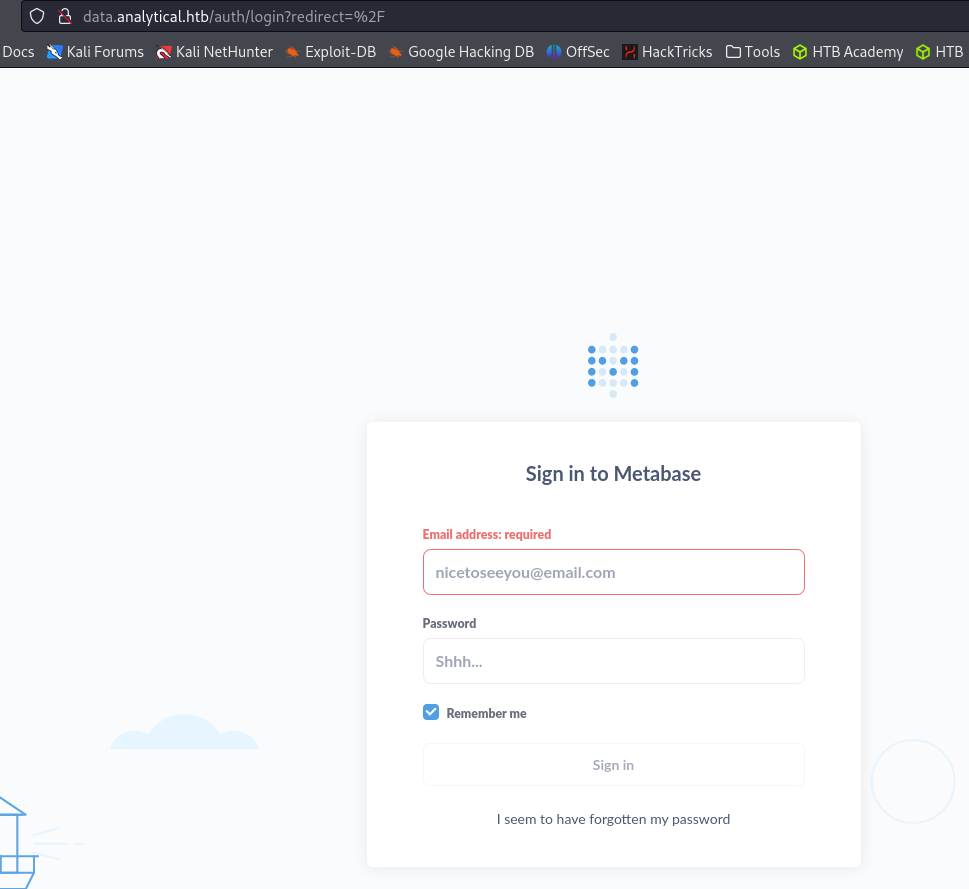 data.analytical.htb/auth/login?redirect=%2F
Docs Kali Forums Kali NetHunter Exploit-DB Google Hacking DB OffSec HackTricks Tools HTB Academy HTB
Sign in to Metabase
Email address: required
nicetoseeyou@email.com
Password
Shhh...
Remember me
Sign in
I seem to have forgotten my password